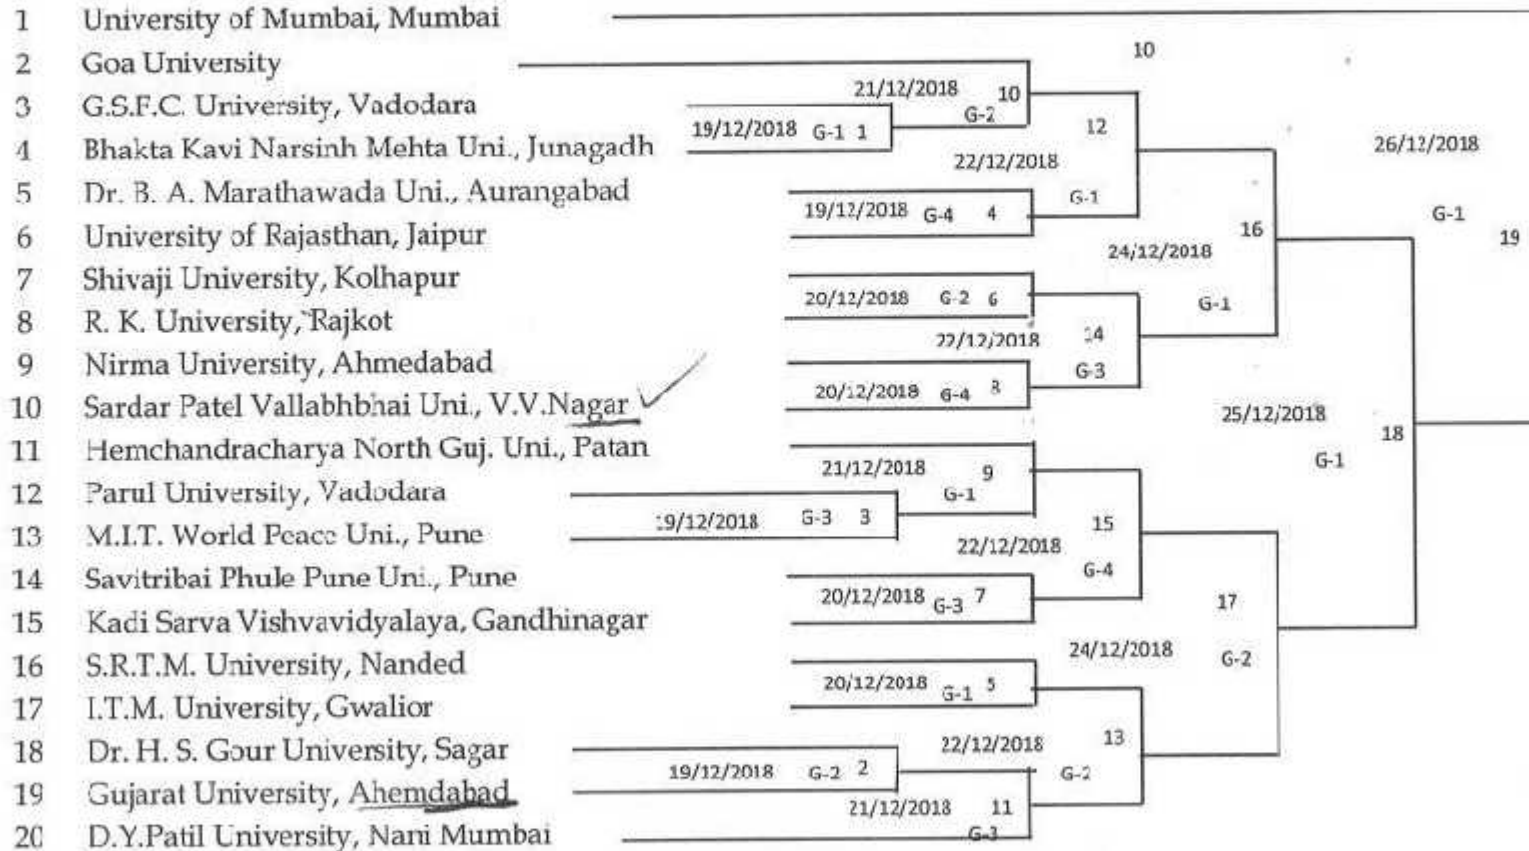 1 University of Mumbai, Mumbai
10
2 Goa University
21/12/2018 10
G-2
3 G.S.F.C. University, Vadodara
19/12/2018 G-1 1
12
26/12/2018
4 Bhakta Kavi Narsinh Mehta Uni., Junagadh
22/12/2018
5 Dr. B. A. Marathawada Uni., Aurangabad
G-1
19/12/2018 G-4 4
G-1
6 University of Rajasthan, Jaipur
16
19
24/12/2018
7 Shivaji University, Kolhapur
20/12/2018 G-2 6
G-1
8 R. K. University, Rajkot
22/12/2018 14
9 Nirma University, Ahmedabad
G-3
20/12/2018 G-4 8
10 Sardar Patel Vallabhbhai Uni., V.V.Nagar
25/12/2018
18
11 Hemchandracharya North Guj. Uni., Patan
G-1
21/12/2018 9
12 Parul University, Vadodara
G-1
19/12/2018 G-3 3
15
13 M.I.T. World Peace Uni., Pune
22/12/2018
14 Savitribai Phule Pune Uni., Pune
G-4
20/12/2018 G-3 7
17
15 Kadi Sarva Vishvavidyalaya, Gandhinagar
24/12/2018
G-2
16 S.R.T.M. University, Nanded
20/12/2018 G-1 5
17 I.T.M. University, Gwalior
18 Dr. H. S. Gour University, Sagar
22/12/2018 13
19/12/2018 G-2 2
G-2
19 Gujarat University, Ahemdabad
21/12/2018 11
20 D.Y.Patil University, Nani Mumbai
G-3